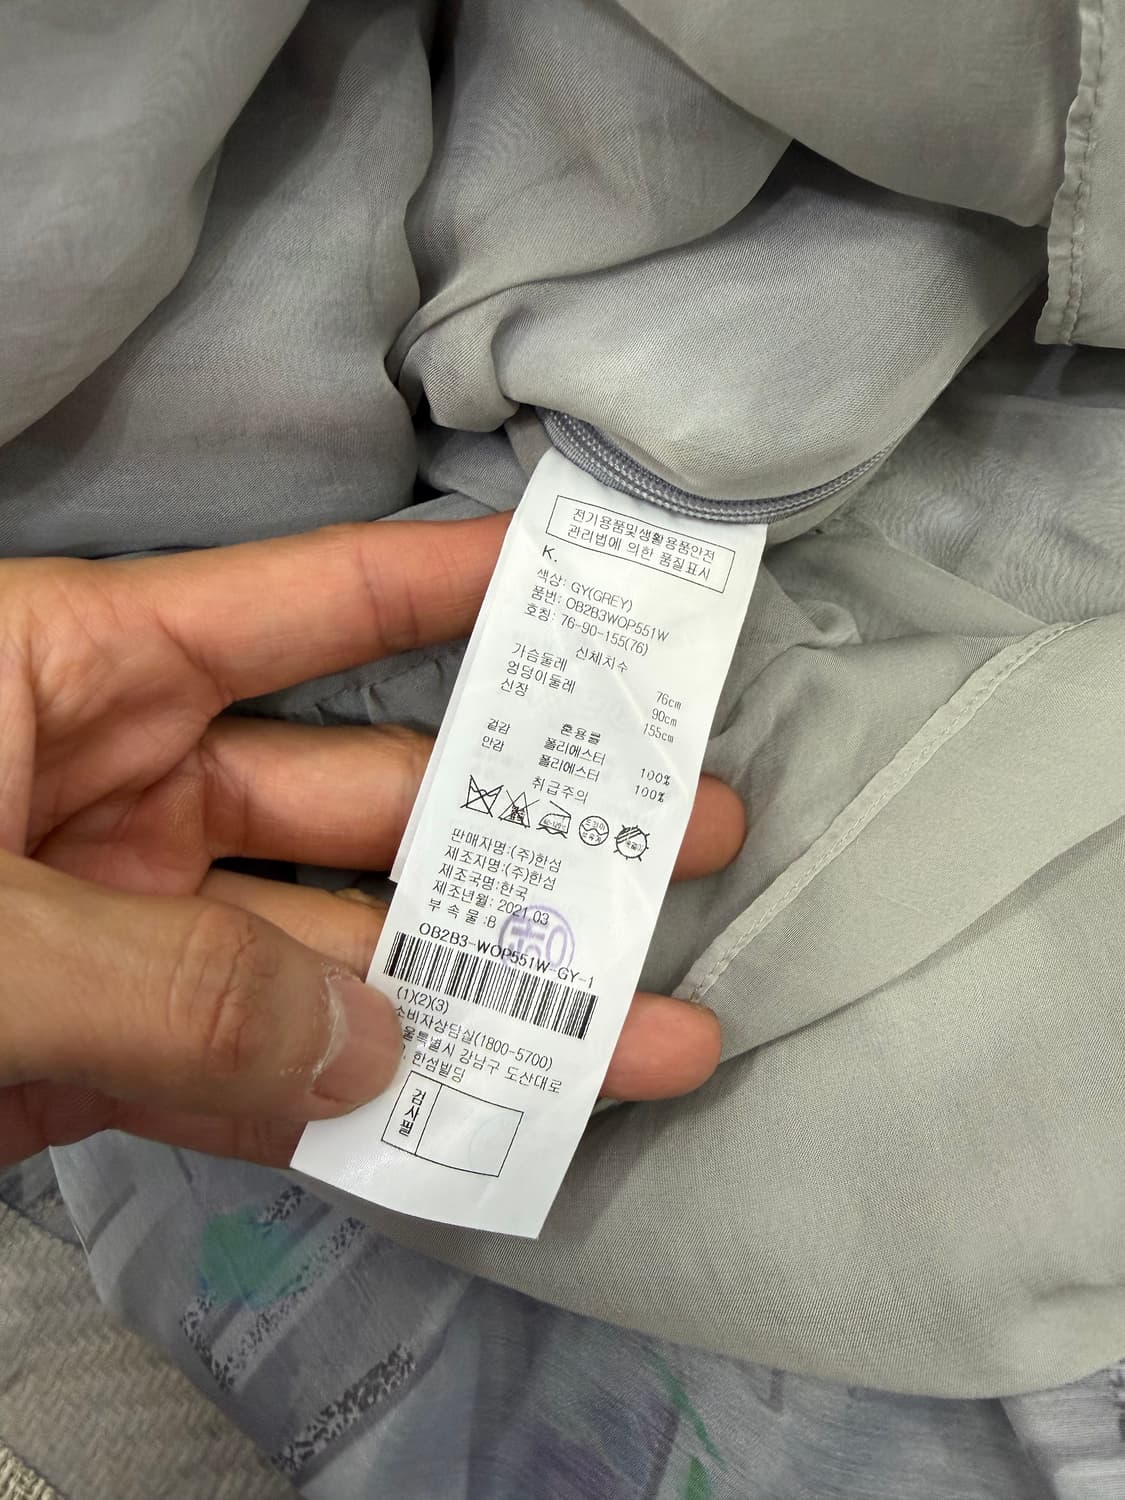 전기용품및생활용품안전
관리법에 의한 품질표시
K.
색상: GY(GREY)
품번: OB2B3WOP551W
호칭: 76-90-155(76)
신체치수
가슴둘레 76cm
엉덩이둘레 90cm
신장 155cm
혼용률
겉감 폴리에스터 100%
안감 폴리에스터 100%
취급주의
판매자명:(주)한섬
제조자명:(주)한섬
제조국명:한국
제조년월: 2021.03
부속물:B
OB2B3-WOP551W-GY-1
(1)(2)(3)
소비자상담실(1800-5700)
울특별시 강남구 도산대로
한섬빌딩
검사필